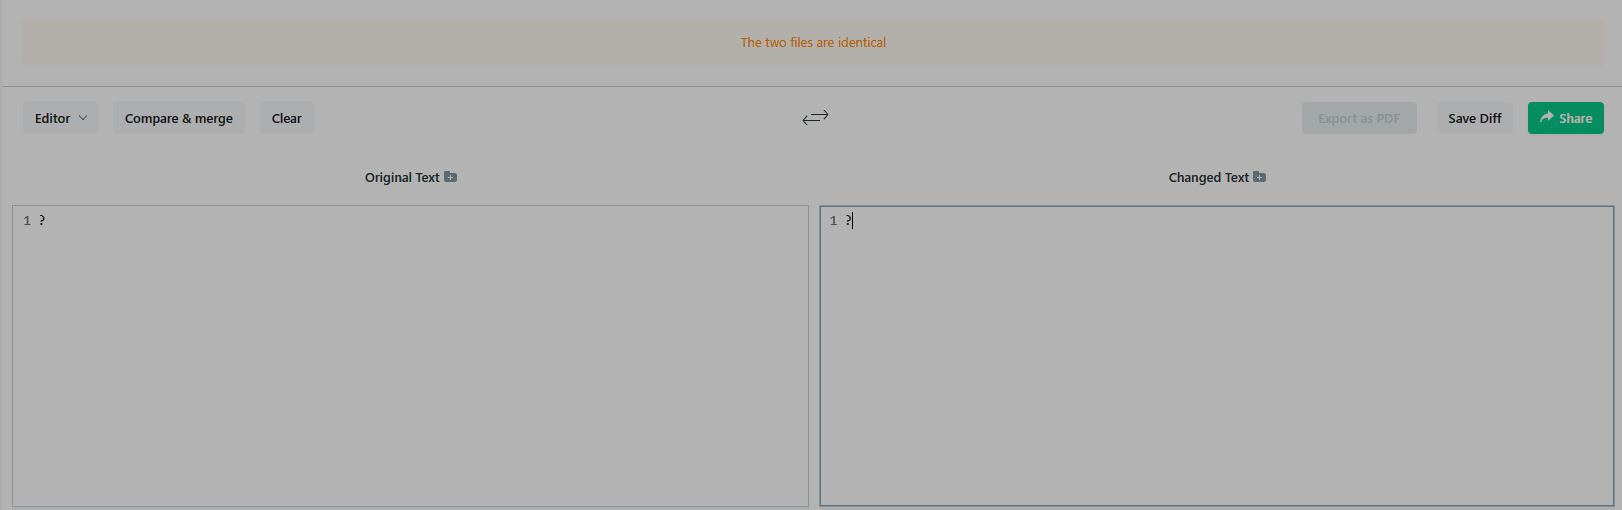 The two files are identical
Editor Compare & merge Clear Export as PDF Save Diff Share
Original Text Changed Text
1 ? 1 ?